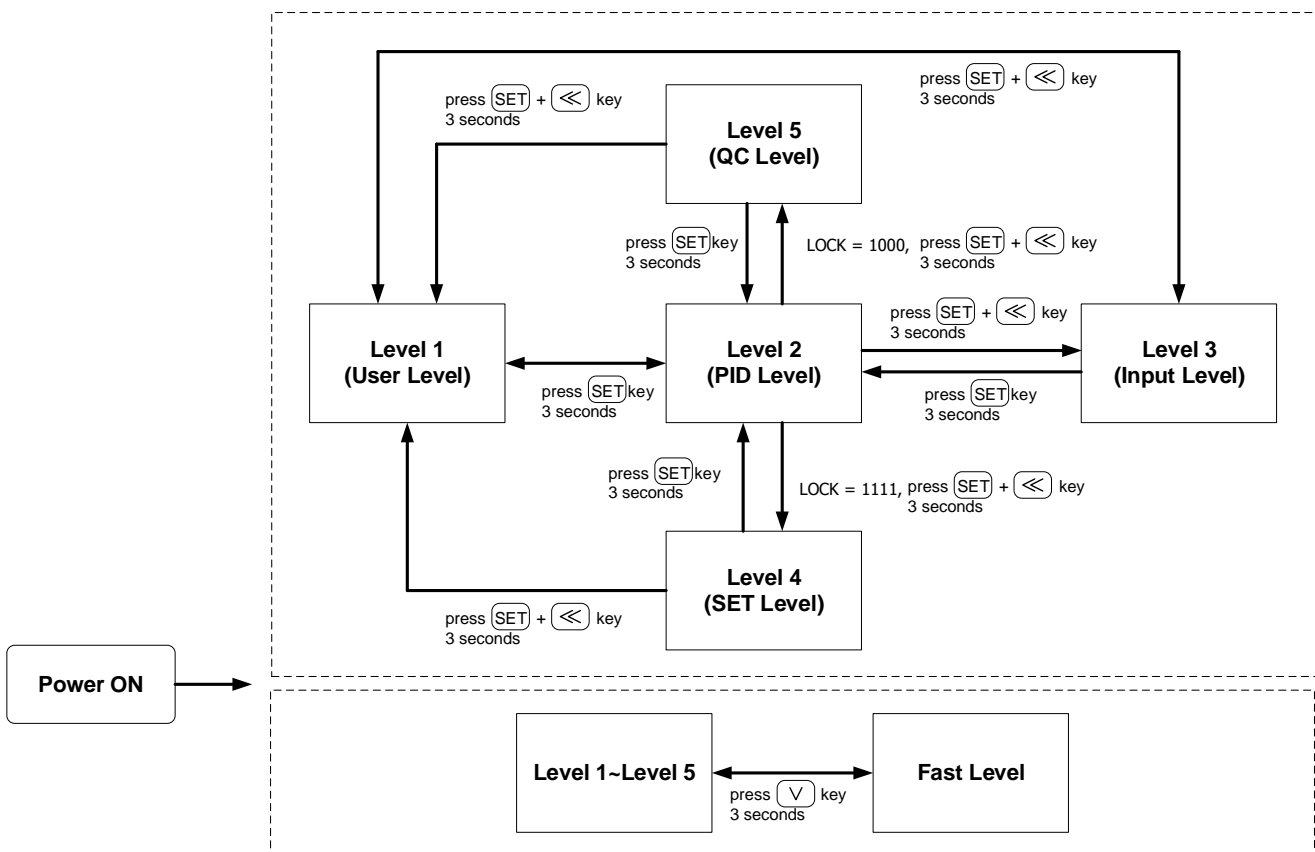 press SET + ≪ key
3 seconds
press SET + ≪ key
3 seconds
Level 5
(QC Level)
press SET key
3 seconds
LOCK = 1000, press SET + ≪ key
3 seconds
Level 1
(User Level)
press SET key
3 seconds
Level 2
(PID Level)
press SET + ≪ key
3 seconds
press SET key
3 seconds
Level 3
(Input Level)
press SET key
3 seconds
LOCK = 1111, press SET + ≪ key
3 seconds
Level 4
(SET Level)
press SET + ≪ key
3 seconds
Power ON
Level 1~Level 5
press ∨ key
3 seconds
Fast Level